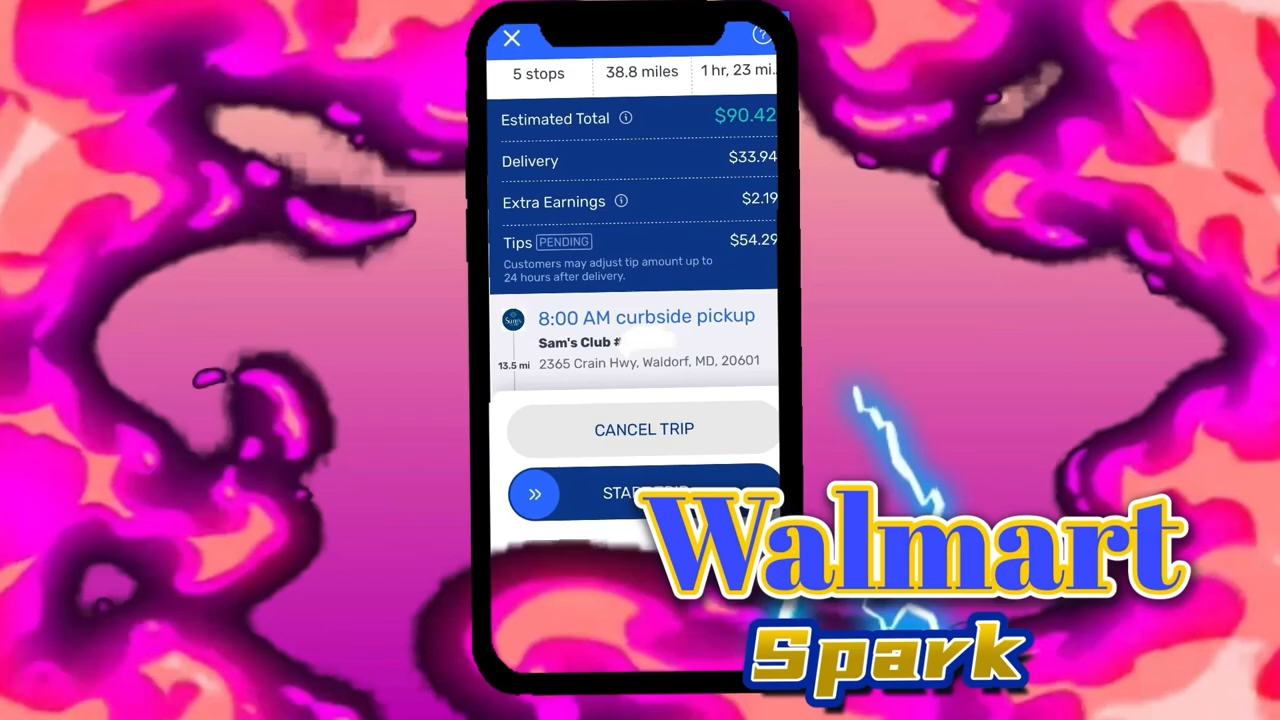 5 stops
38.8 miles
1 hr, 23 mi..
Estimated Total
$90.42
Delivery
$33.94
Extra Earnings
$2.19
Tips PENDING
$54.29
Customers may adjust tip amount up to
24 hours after delivery.
8:00 AM curbside pickup
Sam's Club #
13.5 mi
2365 Crain Hwy, Waldorf, MD, 20601
CANCEL TRIP
Walmart
Spark